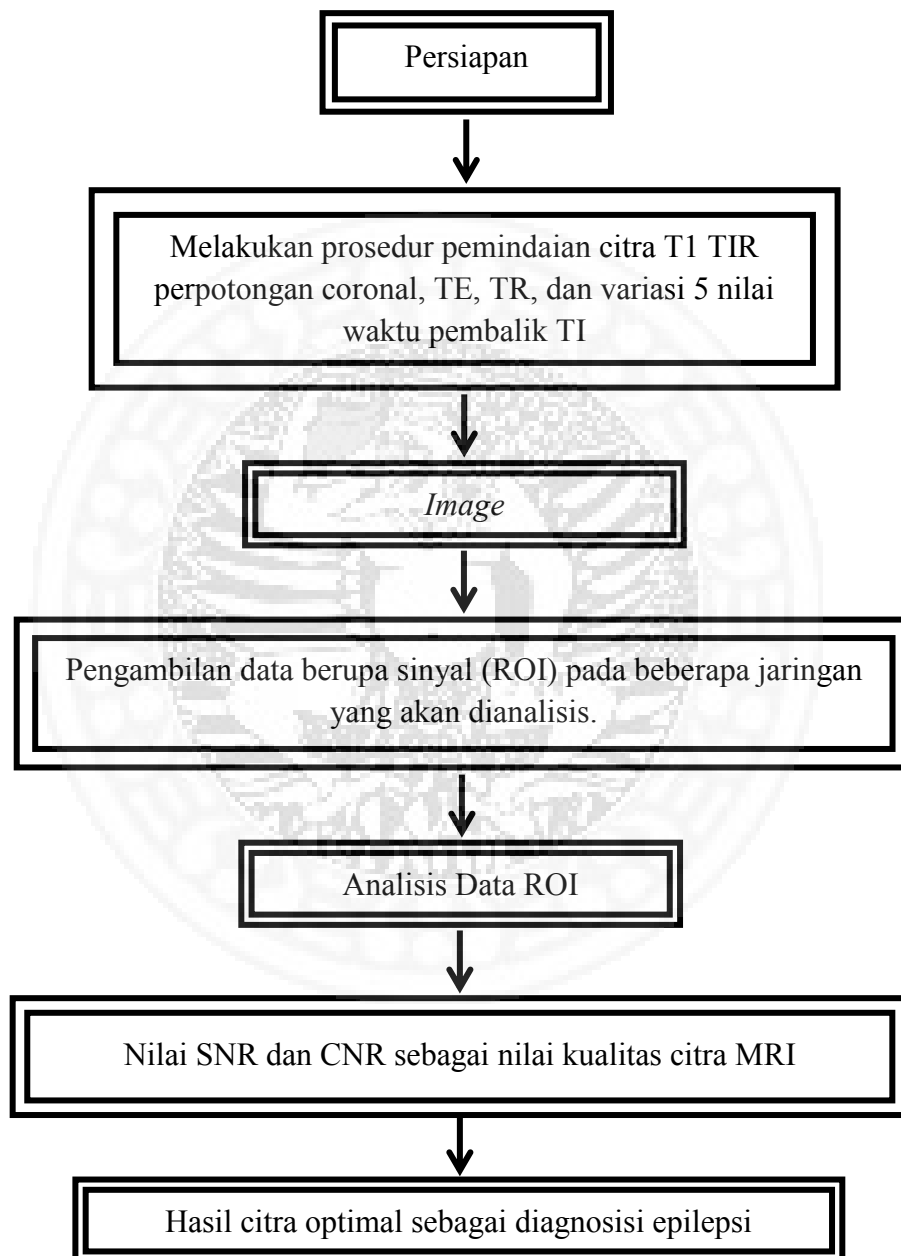 Persiapan
Melakukan prosedur pemindaian citra T1 TIR
perpotongan coronal, TE, TR, dan variasi 5 nilai
waktu pembalik TI
Image
Pengambilan data berupa sinyal (ROI) pada beberapa jaringan
yang akan dianalisis.
Analisis Data ROI
Nilai SNR dan CNR sebagai nilai kualitas citra MRI
Hasil citra optimal sebagai diagnosisi epilepsi